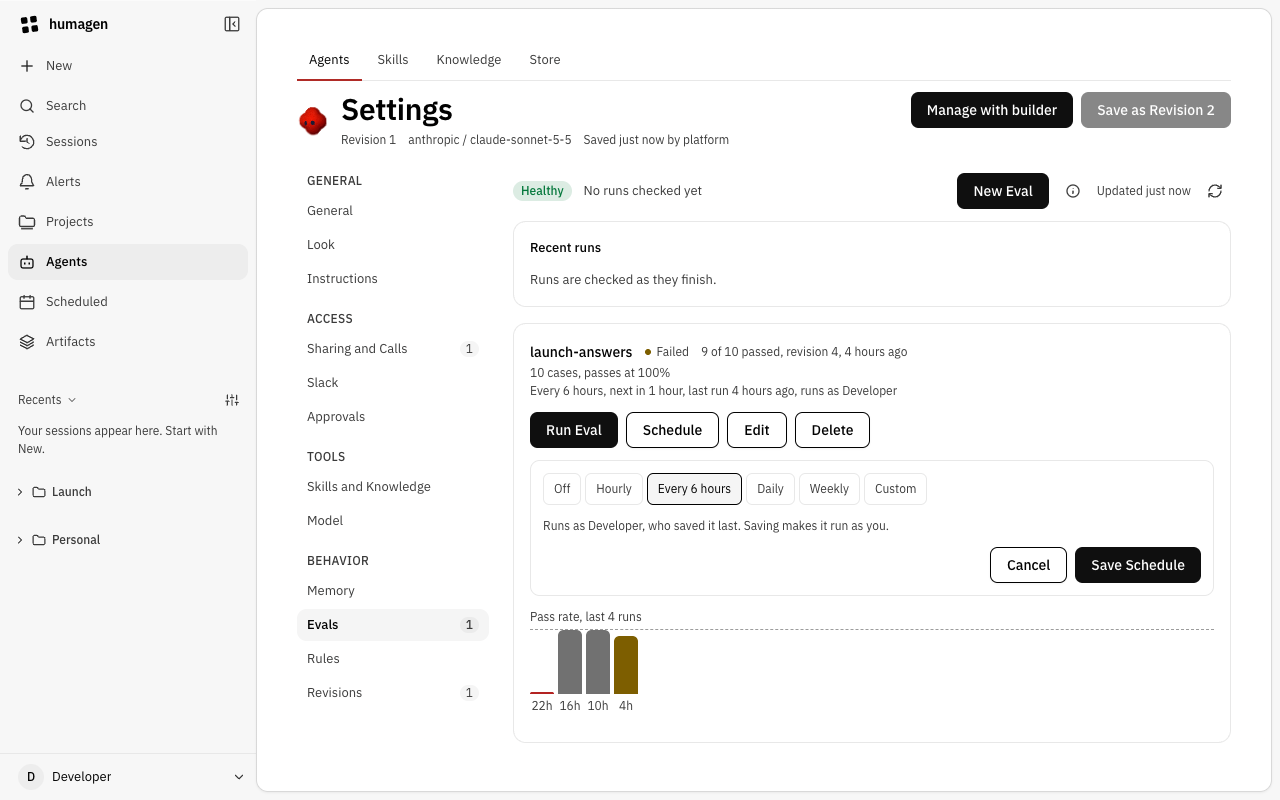 humagen
New
Search
Sessions
Alerts
Projects
Agents
Scheduled
Artifacts
Recents
Your sessions appear here. Start with
New.
Launch
Personal
D Developer
Agents Skills Knowledge Store
Settings
Revision 1 anthropic / claude-sonnet-5-5 Saved just now by platform
Manage with builder Save as Revision 2
GENERAL
General
Look
Instructions
ACCESS
Sharing and Calls 1
Slack
Approvals
TOOLS
Skills and Knowledge
Model
BEHAVIOR
Memory
Evals 1
Rules
Revisions 1
Healthy No runs checked yet New Eval Updated just now
Recent runs
Runs are checked as they finish.
launch-answers Failed 9 of 10 passed, revision 4, 4 hours ago
10 cases, passes at 100%
Every 6 hours, next in 1 hour, last run 4 hours ago, runs as Developer
Run Eval Schedule Edit Delete
Off Hourly Every 6 hours Daily Weekly Custom
Runs as Developer, who saved it last. Saving makes it run as you.
Cancel Save Schedule
Pass rate, last 4 runs
22h 16h 10h 4h